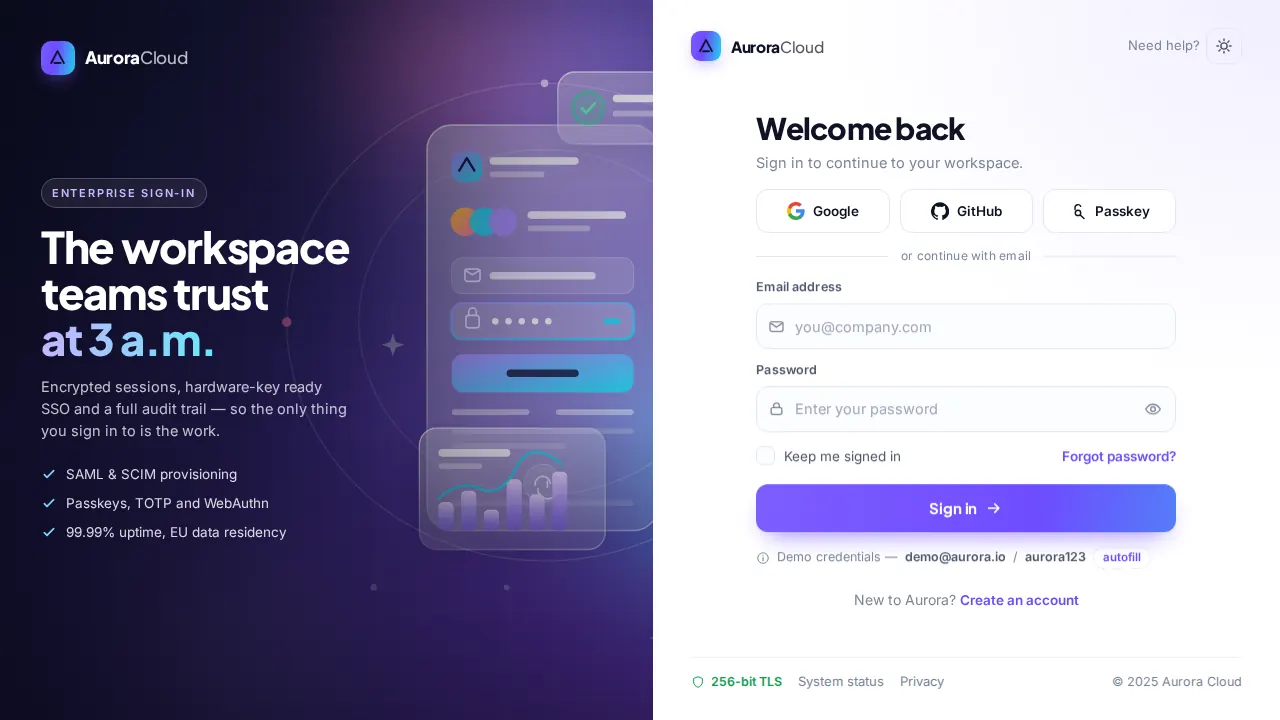 AuroraCloud
ENTERPRISE SIGN-IN
The workspace
teams trust
at 3 a.m.
Encrypted sessions, hardware-key ready
SSO and a full audit trail — so the only thing
you sign in to is the work.
SAML & SCIM provisioning
Passkeys, TOTP and WebAuthn
99.99% uptime, EU data residency
AuroraCloud
Need help?
Welcome back
Sign in to continue to your workspace.
Google
GitHub
Passkey
or continue with email
Email address
you@company.com
Password
Enter your password
Keep me signed in
Forgot password?
Sign in
Demo credentials — demo@aurora.io / aurora123 autofill
New to Aurora? Create an account
256-bit TLS
System status
Privacy
© 2025 Aurora Cloud